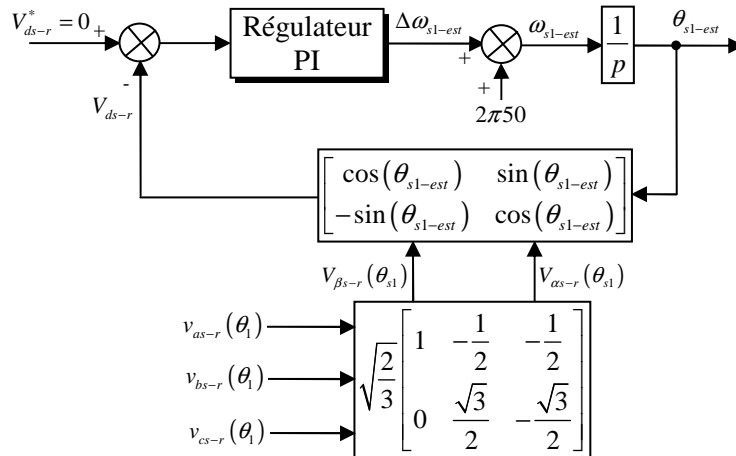 V*ds-r = 0 +
-
Vds-r
Régulateur
PI
Δωs1-est
+
+
2π50
ωs1-est
1/p
θs1-est
[cos(θs1-est) sin(θs1-est)]
[-sin(θs1-est) cos(θs1-est)]
Vβs-r(θs1)
Vαs-r(θs1)
vas-r(θ1)
vbs-r(θ1)
vcs-r(θ1)
√(2/3) [1 -1/2 -1/2]
[0 √3/2 -√3/2]